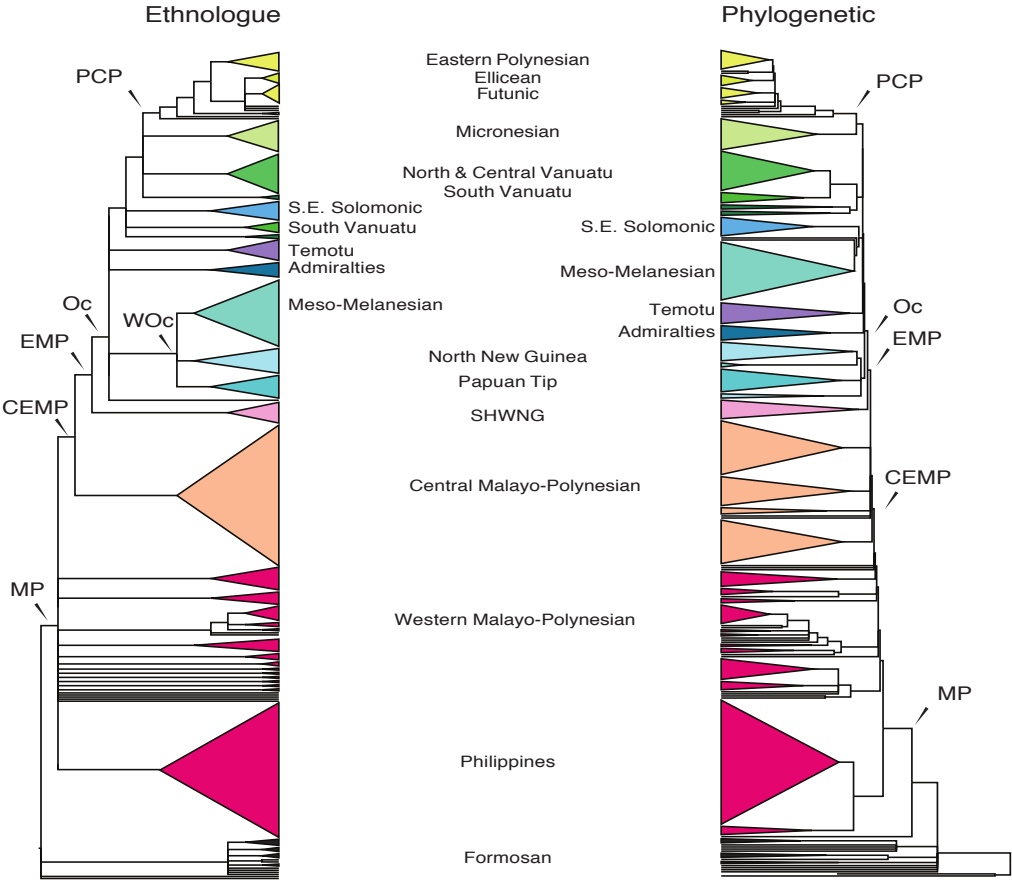 Ethnologue
Phylogenetic
Eastern Polynesian
PCP
Ellicean
PCP
Futunic
Micronesian
North & Central Vanuatu
South Vanuatu
S.E. Solomonic
South Vanuatu
S.E. Solomonic
Temotu
Admiralties
Meso-Melanesian
Oc
Meso-Melanesian
Temotu
WOc
Oc
Admiralties
EMP
EMP
North New Guinea
Papuan Tip
CEMP
SHWNG
Central Malayo-Polynesian
CEMP
MP
Western Malayo-Polynesian
MP
Philippines
Formosan